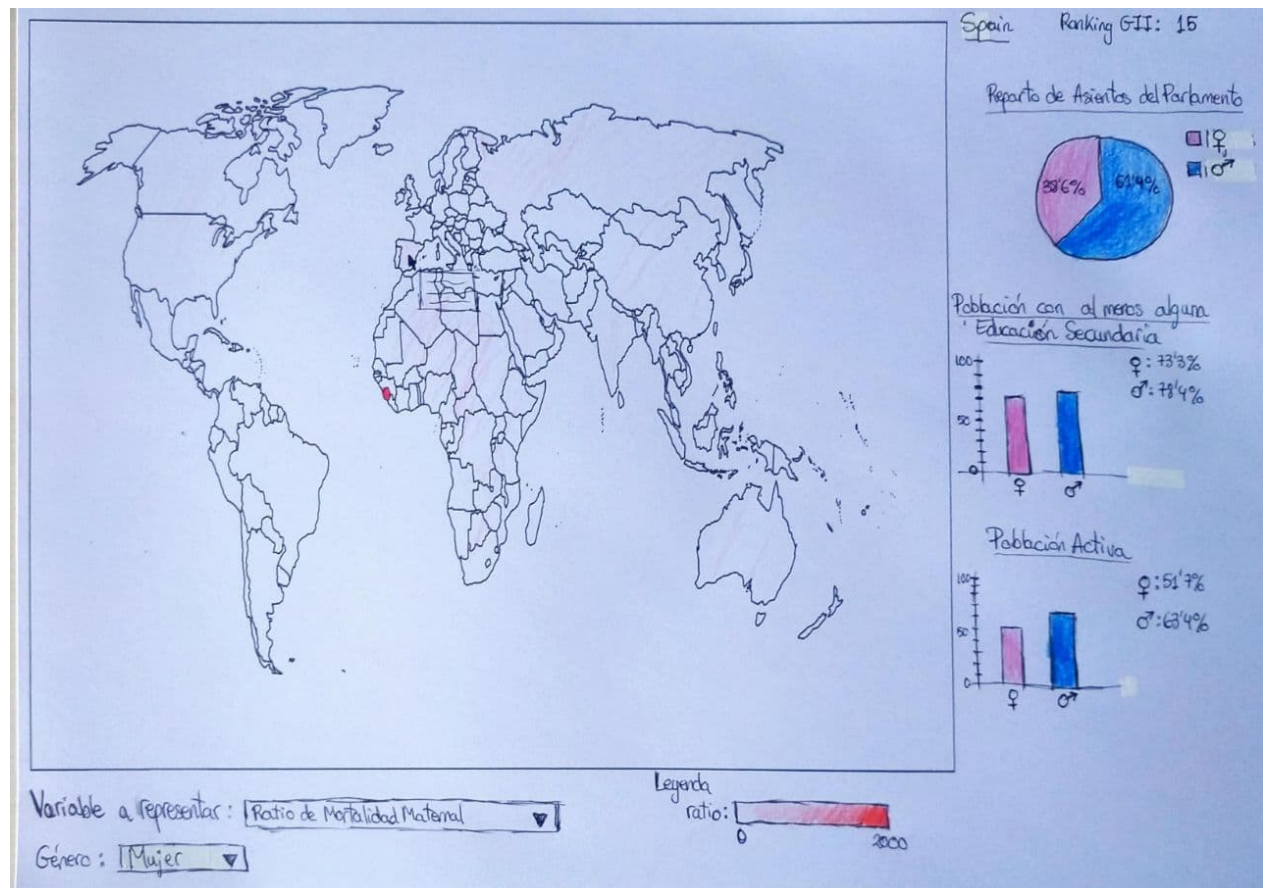 Spain Ranking GII: 15
Reparto de Asientos del Parlamento
♀
♂
38'6% 61'4%
Población con al menos alguna
Educación Secundaria
100
50
0
♀: 73'3%
♂: 78'4%
♀ ♂
Población Activa
100
50
0
♀: 51'7%
♂: 63'4%
♀ ♂
Variable a representar: Ratio de Mortalidad Maternal
Género: Mujer
Leyenda
ratio:
0 2000